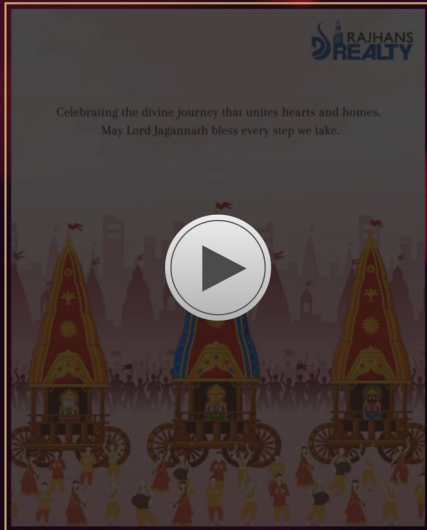 RAJHANS
REALTY
Celebrating the divine journey that unites hearts and homes.
May Lord Jagannath bless every step we take.